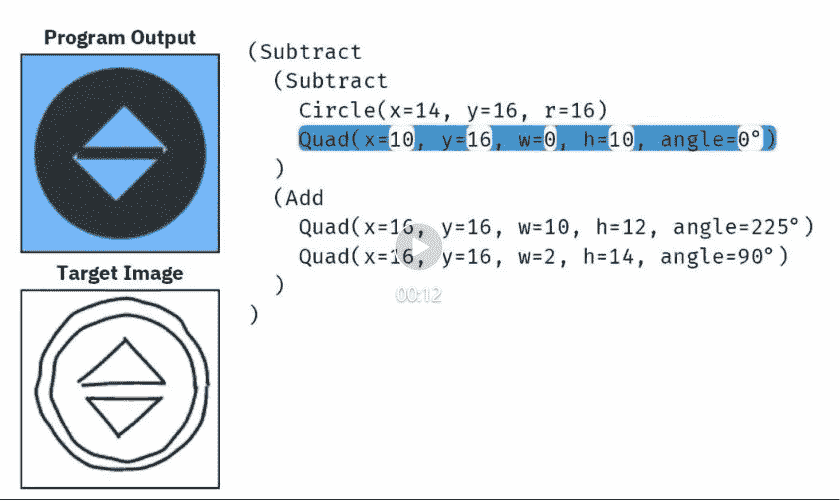 Program Output
(Subtract
(Subtract
Circle(x=14, y=16, r=16)
Quad(x=10, y=16, w=0, h=10, angle=0°)
)
(Add
Quad(x=16, y=16, w=10, h=12, angle=225°)
Quad(x=16, y=16, w=2, h=14, angle=90°)
)
)
Target Image
00:12